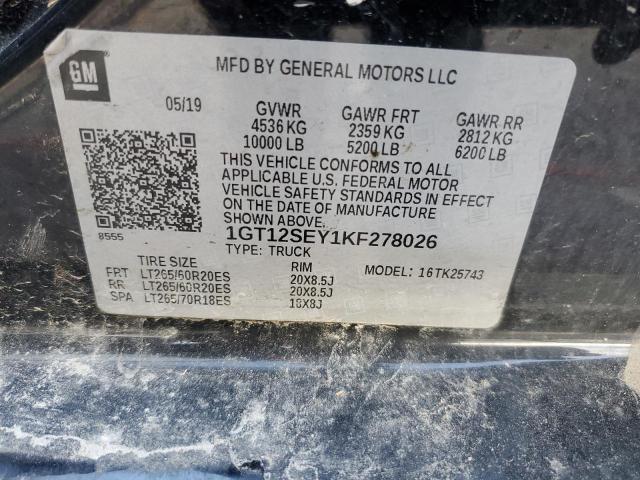 GM
MFD BY GENERAL MOTORS LLC
05/19 GVWR GAWR FRT GAWR RR
4536 KG 2359 KG 2812 KG
10000 LB 5200 LB 6200 LB
THIS VEHICLE CONFORMS TO ALL
APPLICABLE U.S. FEDERAL MOTOR
VEHICLE SAFETY STANDARDS IN EFFECT
ON THE DATE OF MANUFACTURE
SHOWN ABOVE.
8555 1GT12SEY1KF278026
TYPE: TRUCK
TIRE SIZE RIM MODEL: 16TK25743
FRT LT265/60R20ES 20X8.5J
RR LT265/60R20ES 20X8.5J
SPA LT265/70R18ES 18X8J